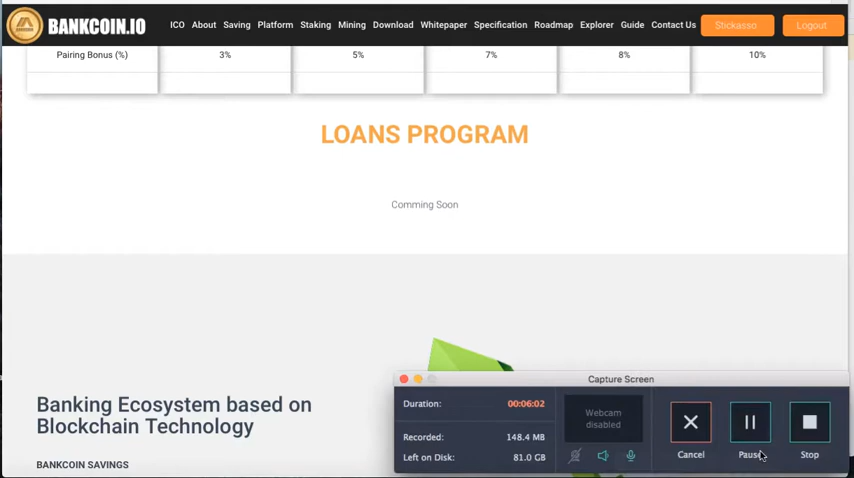 BANKCOIN.IO ICO About Saving Platform Staking Mining Download Whitepaper Specification Roadmap Explorer Guide Contact Us Stickasso Logout
Pairing Bonus (%) 3% 5% 7% 8% 10%
LOANS PROGRAM
Comming Soon
Banking Ecosystem based on
Blockchain Technology
BANKCOIN SAVINGS
Capture Screen
Duration: 00:06:02
Recorded: 148.4 MB
Left on Disk: 81.0 GB
Webcam
disabled
Cancel Pause Stop